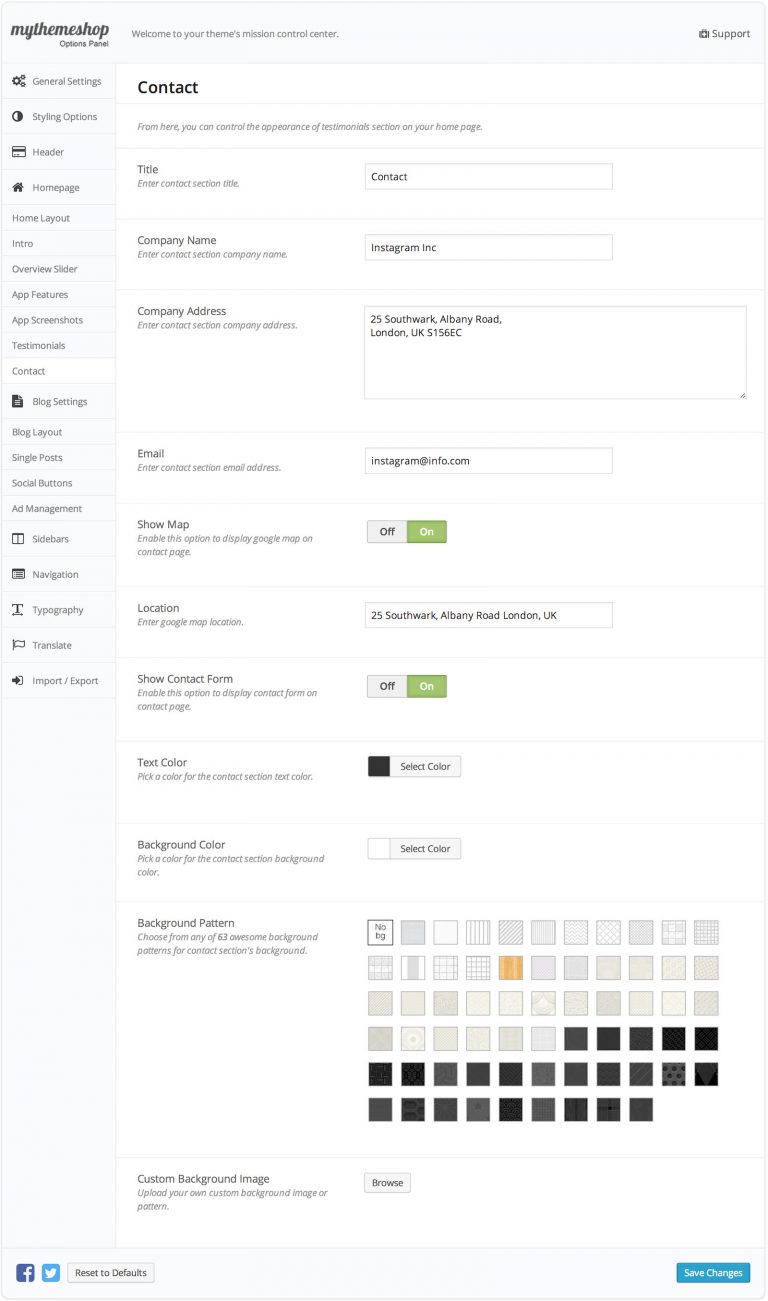 mythemeshop
Options Panel
Welcome to your theme's mission control center.
Support
General Settings
Styling Options
Header
Homepage
Home Layout
Intro
Overview Slider
App Features
App Screenshots
Testimonials
Contact
Blog Settings
Blog Layout
Single Posts
Social Buttons
Ad Management
Sidebars
Navigation
Typography
Translate
Import / Export
Contact
From here, you can control the appearance of testimonials section on your home page.
Title
Enter contact section title.
Contact
Company Name
Enter contact section company name.
Instagram Inc
Company Address
Enter contact section company address.
25 Southwark, Albany Road,
London, UK S156EC
Email
Enter contact section email address.
instagram@info.com
Show Map
Enable this option to display google map on
contact page.
Off On
Location
Enter google map location.
25 Southwark, Albany Road London, UK
Show Contact Form
Enable this option to display contact form on
contact page.
Off On
Text Color
Pick a color for the contact section text color.
Select Color
Background Color
Pick a color for the contact section background
color.
Select Color
Background Pattern
Choose from any of 63 awesome background
patterns for contact section's background.
No
bg
Custom Background Image
Upload your own custom background image or
pattern.
Browse
Reset to Defaults
Save Changes